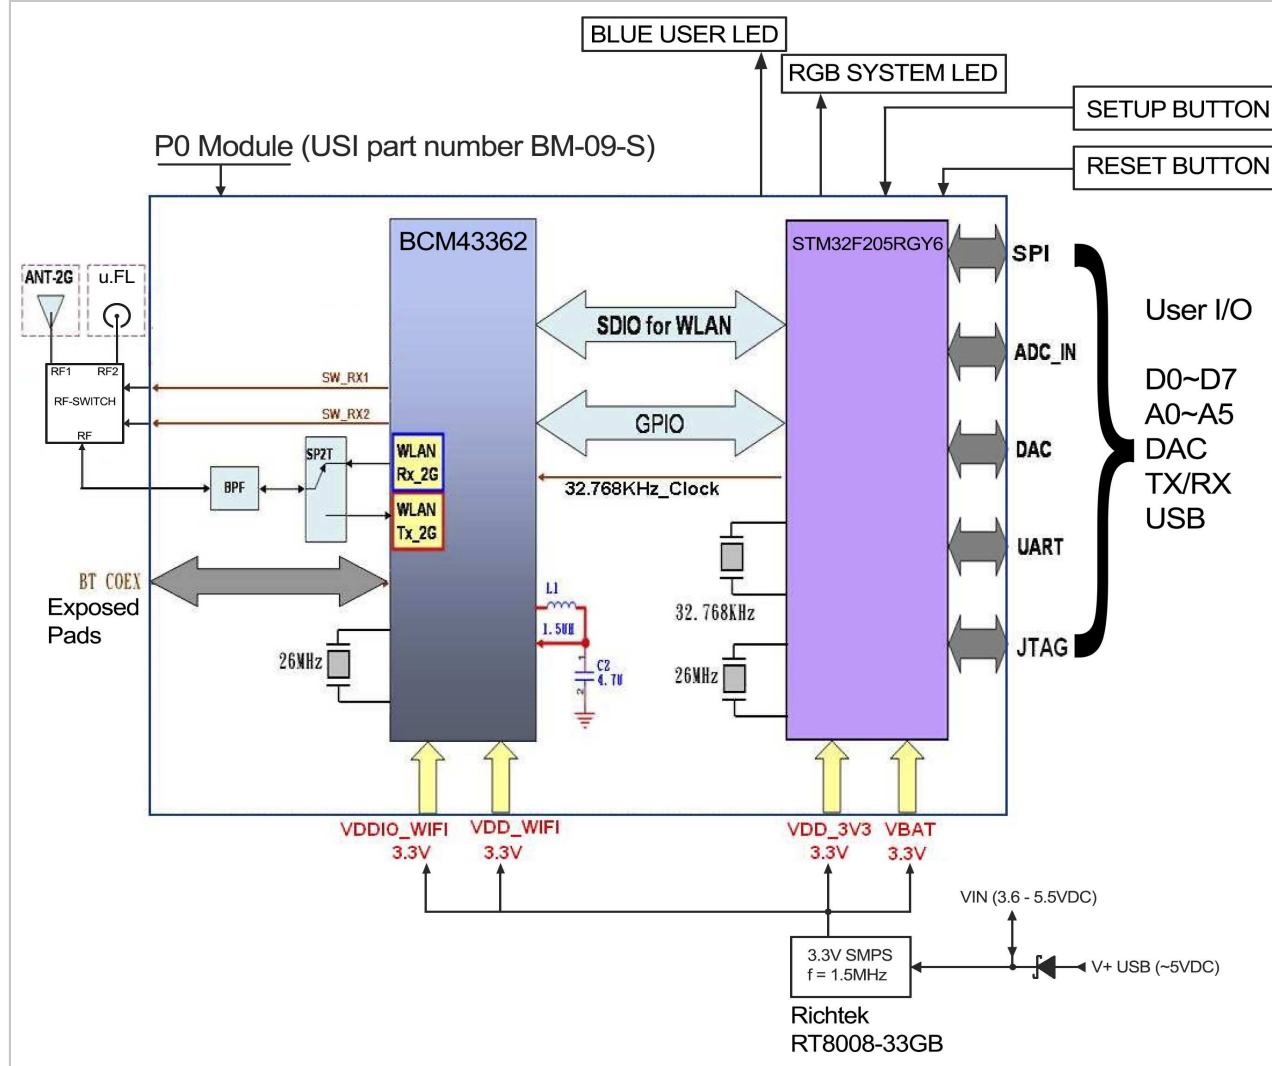 BLUE USER LED
RGB SYSTEM LED
SETUP BUTTON
RESET BUTTON
P0 Module (USI part number BM-09-S)
BCM43362
STM32F205RGY6
ANT-2G
u.FL
RF1
RF2
RF-SWITCH
RF
SW_RX1
SW_RX2
SDIO for WLAN
GPIO
32.768KHz_Clock
WLAN
Rx_2G
WLAN
Tx_2G
SP2T
BPF
BT COEX
Exposed
Pads
26MHz
L1
1.5UH
1
C2
4.7U
2
32.768KHz
26MHz
SPI
ADC_IN
DAC
UART
JTAG
User I/O
D0~D7
A0~A5
DAC
TX/RX
USB
VDDIO_WIFI
3.3V
VDD_WIFI
3.3V
VDD_3V3
3.3V
VBAT
3.3V
VIN (3.6 - 5.5VDC)
3.3V SMPS
f = 1.5MHz
V+ USB (~5VDC)
Richtek
RT8008-33GB